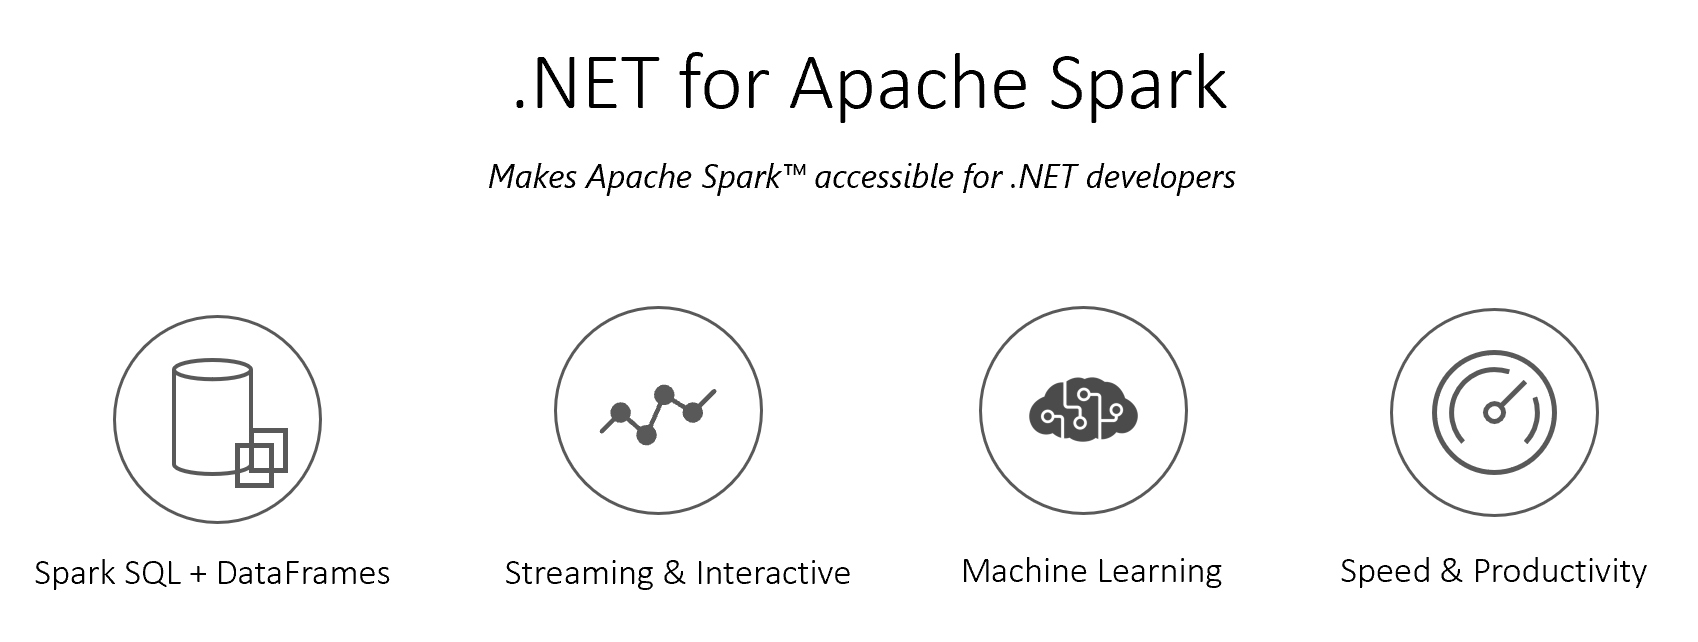 .NET for Apache Spark
Makes Apache Spark™ accessible for .NET developers
Spark SQL + DataFrames
Streaming & Interactive
Machine Learning
Speed & Productivity